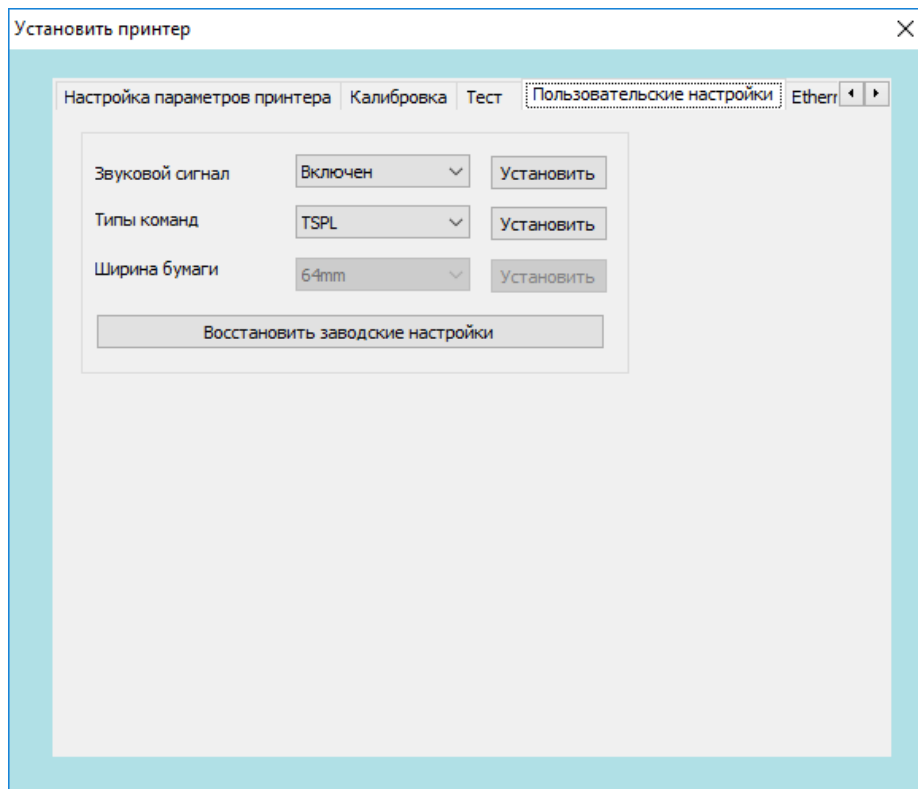 Установить принтер
Настройка параметров принтера Калибровка Тест Пользовательские настройки
Звуковой сигнал Включен Установить
Типы команд TSPL Установить
Ширина бумаги 64mm Установить
Восстановить заводские настройки